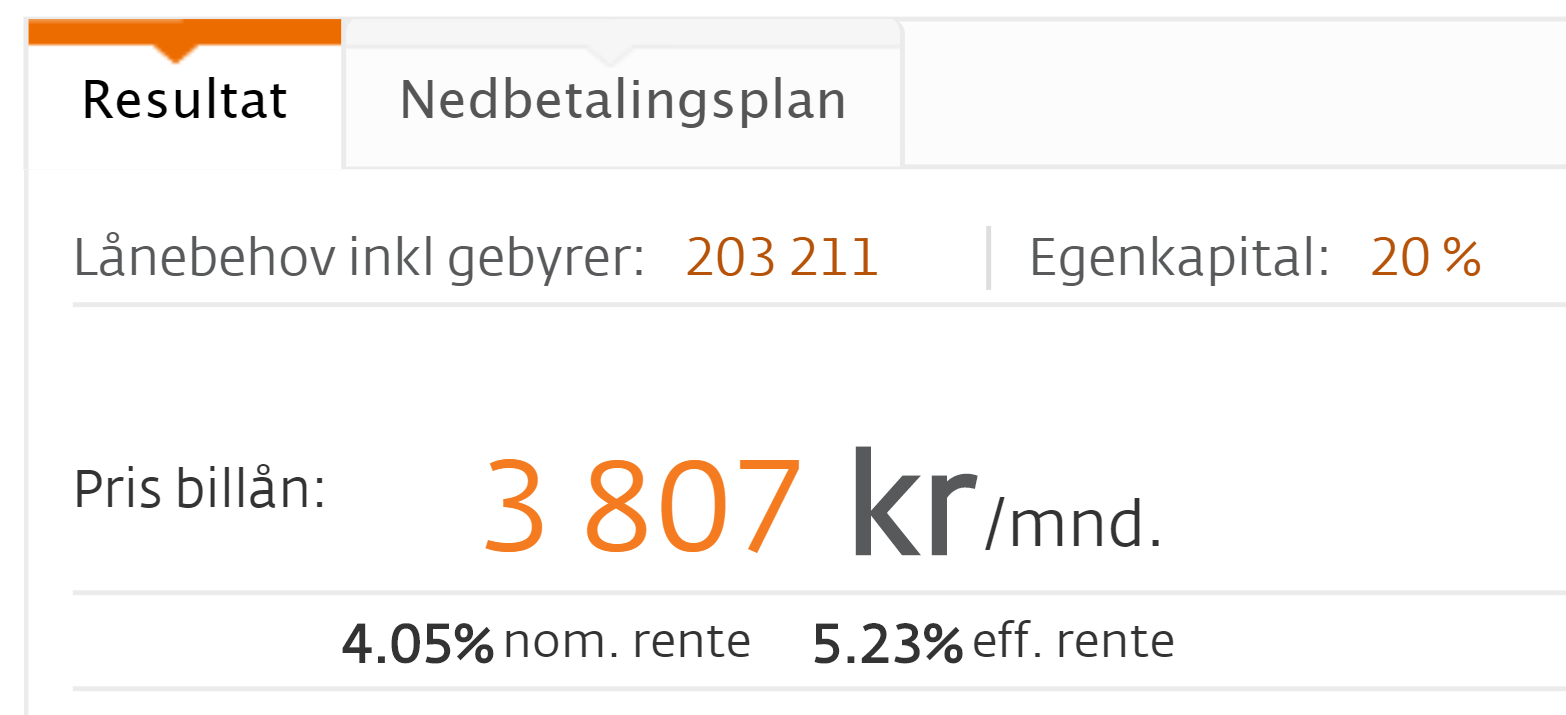 Resultat Nedbetalingsplan
Lånebehov inkl gebyrer: 203 211 Egenkapital: 20 %
Pris billån: 3 807 kr/mnd.
4.05% nom. rente 5.23% eff. rente